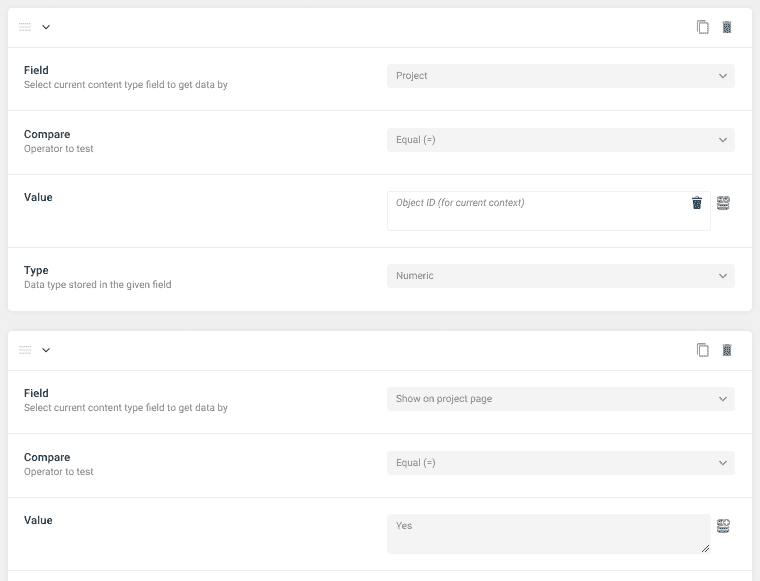 Field
Select current content type field to get data by
Project
Compare
Operator to test
Equal (=)
Value
Object ID (for current context)
Type
Data type stored in the given field
Numeric
Field
Select current content type field to get data by
Show on project page
Compare
Operator to test
Equal (=)
Value
Yes